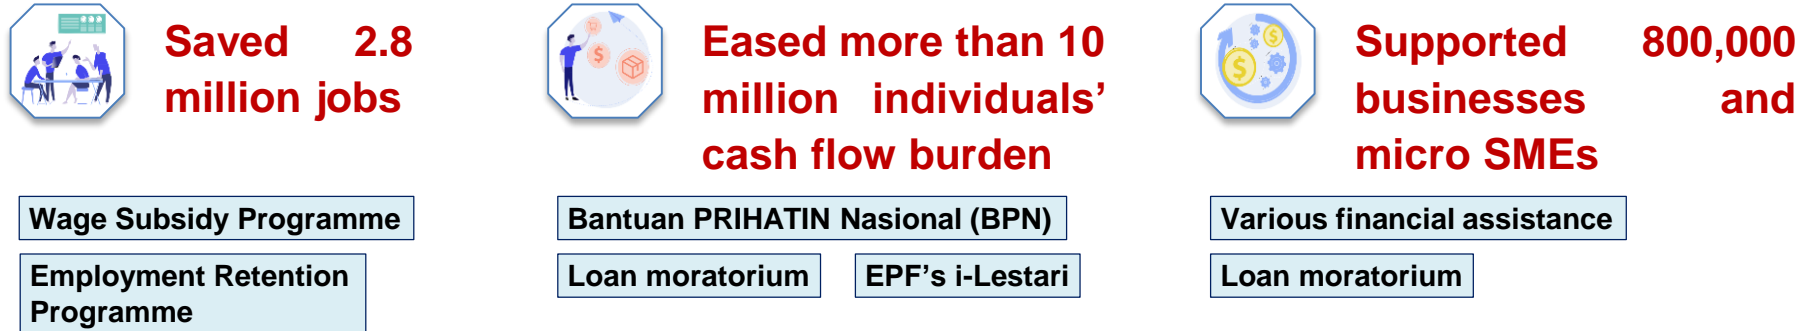 Saved 2.8
million jobs
Wage Subsidy Programme
Employment Retention
Programme
Eased more than 10
million individuals’
cash flow burden
Bantuan PRIHATIN Nasional (BPN)
Loan moratorium
EPF’s i-Lestari
Supported 800,000
businesses and
micro SMEs
Various financial assistance
Loan moratorium